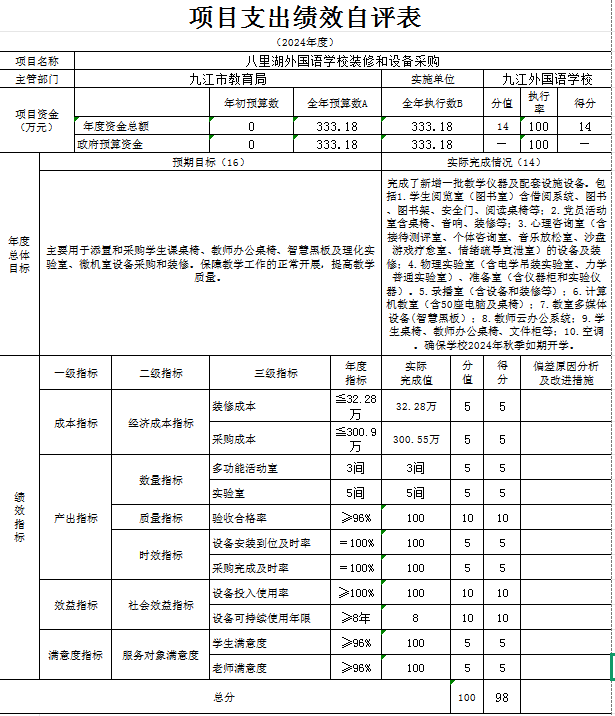 项目支出绩效自评表
（2024年度）
项目名称 八里湖外国语学校装修和设备采购
主管部门 九江市教育局 实施单位 九江外国语学校
项目资金（万元） 年初预算数 全年预算数A 全年执行数B 分值 执行率 得分
年度资金总额 0 333.18 333.18 14 100 14
政府预算资金 0 333.18 333.18 — 100 —
年度总体目标 预期目标（16） 实际完成情况（14）
主要用于添置和采购学生课桌椅、教师办公桌椅、智慧黑板及理化实
验室、微机室设备采购和装修。保障教学工作的正常开展，提高教学
质量。
完成了新增一批教学仪器及配套设施设备。包
括1.学生阅览室（图书室）含借阅系统、图书
、图书架、安全门、阅读桌椅等；2.党员活动
室含桌椅、音响、装修等；3.心理咨询室（含
接待测评室、个体咨询室、音乐放松室、沙盘
游戏疗愈室、情绪疏导宣泄室）的设备及装
修；4.物理实验室（含电学吊装实验室、力学
普通实验室）、准备室（含仪器柜和实验仪
器）。5.录播室（含设备和装修等）；6.计算
机教室（含50座电脑及桌椅）；7.教室多媒体
设备(智慧黑板)；8.教师云办公系统；9.学
生桌椅、教师办公桌椅、文件柜等；10.空调
。确保学校2024年秋季如期开学。
绩效指标 一级指标 二级指标 三级指标 年度指标 实际完成值 分值 得分 偏差原因分析及改进措施
成本指标 经济成本指标 装修成本 ≦32.28万 32.28万 5 5
采购成本 ≦300.9万 300.55万 5 5
产出指标 数量指标 多功能活动室 3间 3间 5 5
实验室 5间 5间 5 5
质量指标 验收合格率 ≥96% 100 10 10
时效指标 设备安装到位及时率 ＝100% 100 5 5
采购完成及时率 ＝100% 100 5 5
效益指标 社会效益指标 设备投入使用率 ≥100% 100 10 10
设备可持续使用年限 ≥8年 8 10 10
满意度指标 服务对象满意度 学生满意度 ≥96% 100 5 5
老师满意度 ≥96% 100 5 5
总分 100 98